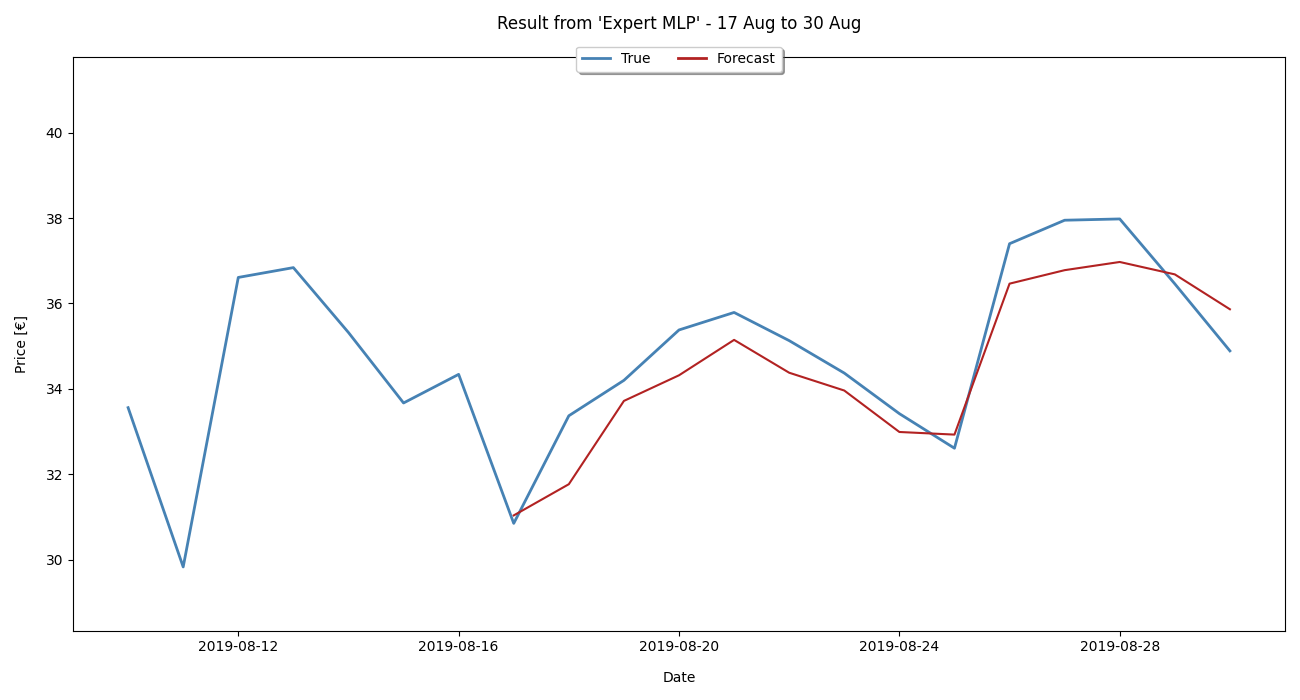 Result from 'Expert MLP' - 17 Aug to 30 Aug
True Forecast
Price [€]
40
38
36
34
32
30
2019-08-12 2019-08-16 2019-08-20 2019-08-24 2019-08-28
Date